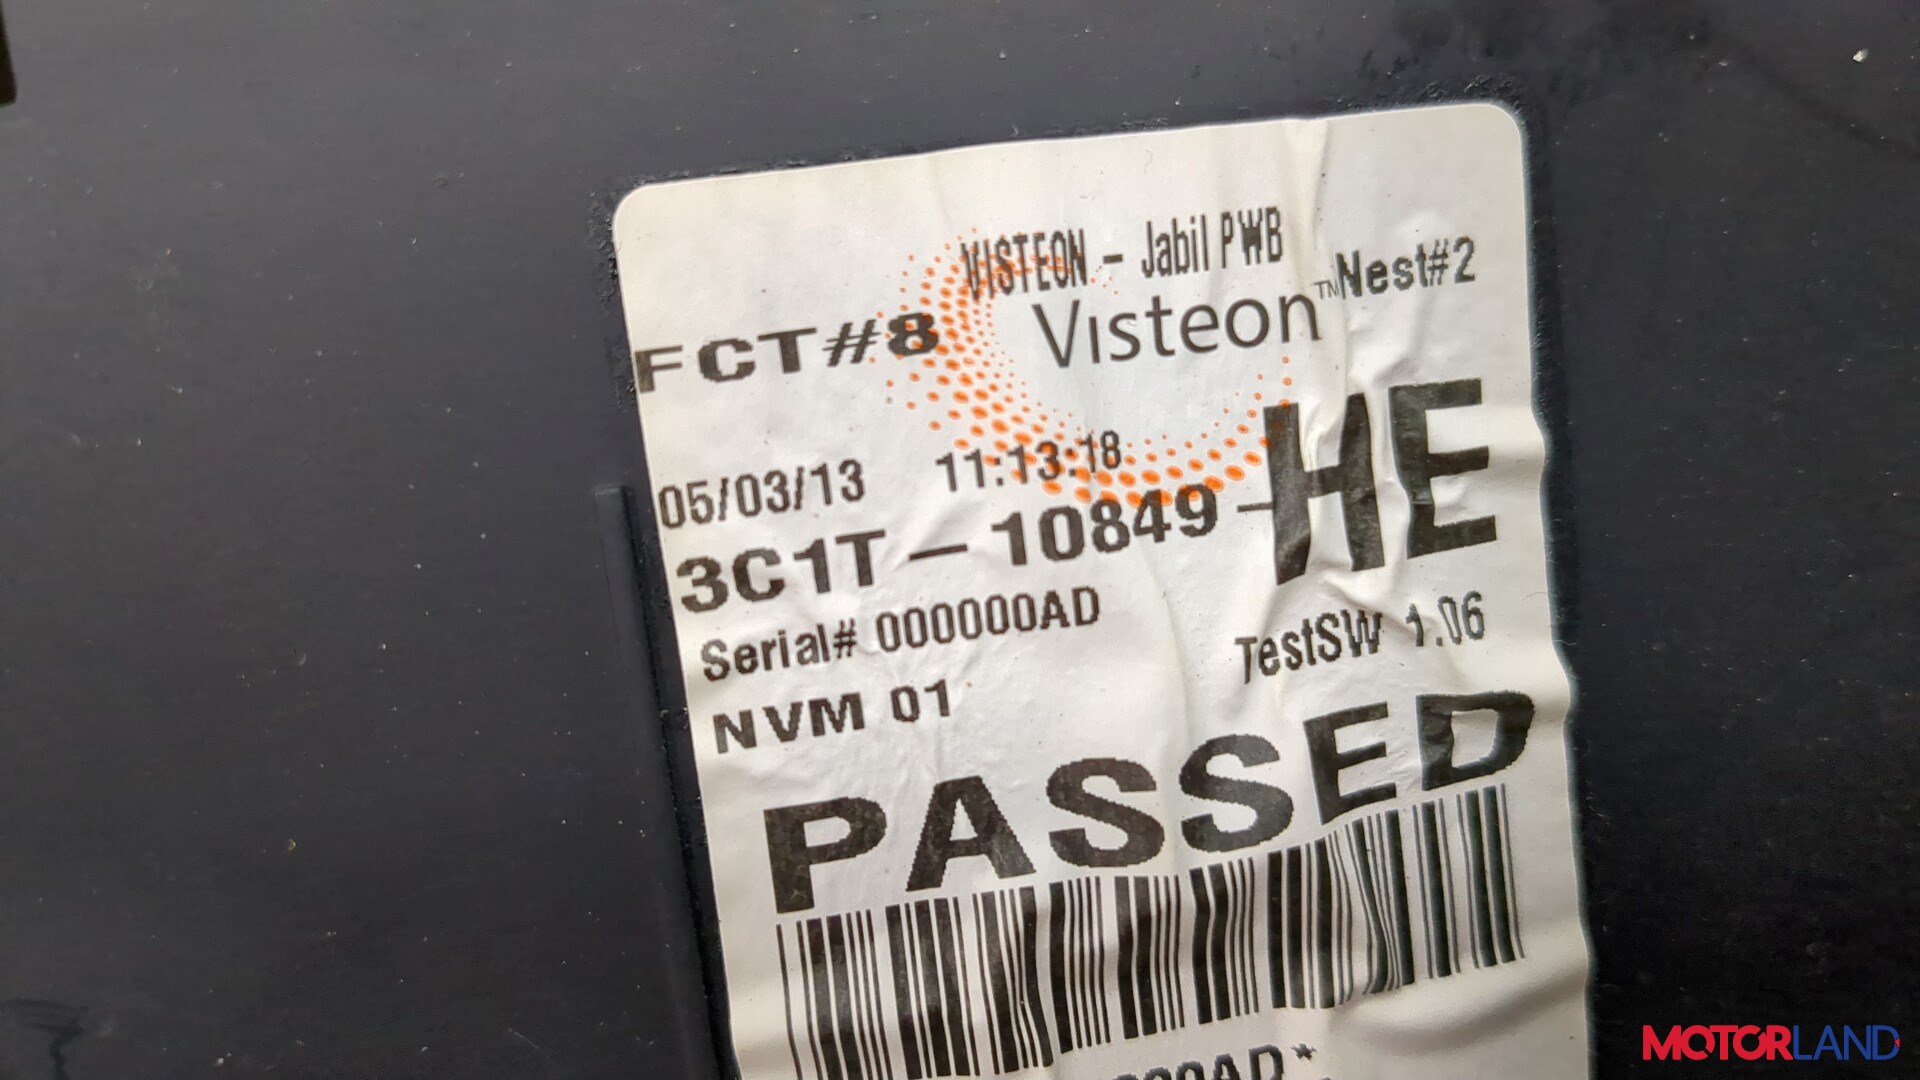 VISTEON - Jabil PWB
FCT#8 Visteon™ Nest#2
05/03/13 11:13:18
3C1T-10849-HE
Serial# 000000AD
TestSW 1.06
NVM 01
PASSED
MOTORLAND